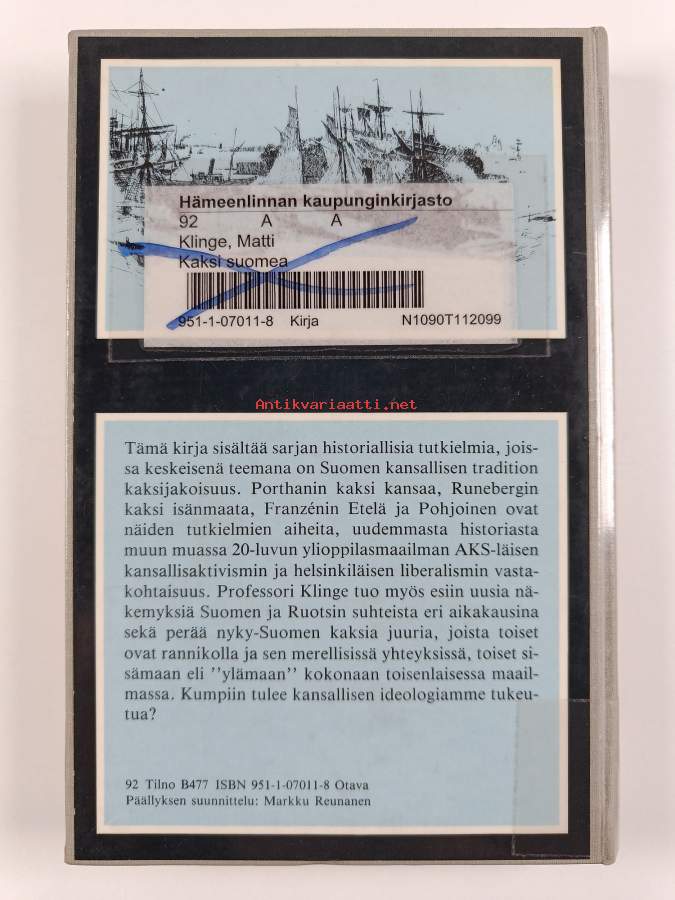 Hämeenlinnan kaupunginkirjasto
92 A A
Klinge, Matti
Kaksi suomea
951-1-07011-8 Kirja N1090T112099
Antikvariaatti.net
Tämä kirja sisältää sarjan historiallisia tutkielmia, jois-
sa keskeisenä teemana on Suomen kansallisen tradition
kaksijakoisuus. Porthanin kaksi kansaa, Runebergin
kaksi isänmaata, Franzénin Etelä ja Pohjoinen ovat
näiden tutkielmien aiheita, uudemmasta historiasta
muun muassa 20-luvun ylioppilasmaailman AKS-läisen
kansallisaktivismin ja helsinkiläisen liberalismin vasta-
kohtaisuus. Professori Klinge tuo myös esiin uusia nä-
kemyksiä Suomen ja Ruotsin suhteista eri aikakausina
sekä perää nyky-Suomen kaksia juuria, joista toiset
ovat rannikolla ja sen merellisissä yhteyksissä, toiset si-
sämaan eli ''ylämaan'' kokonaan toisenlaisessa maail-
massa. Kumpiin tulee kansallisen ideologiamme tukeu-
tua?
92 Tilno B477 ISBN 951-1-07011-8 Otava
Päällyksen suunnittelu: Markku Reunanen